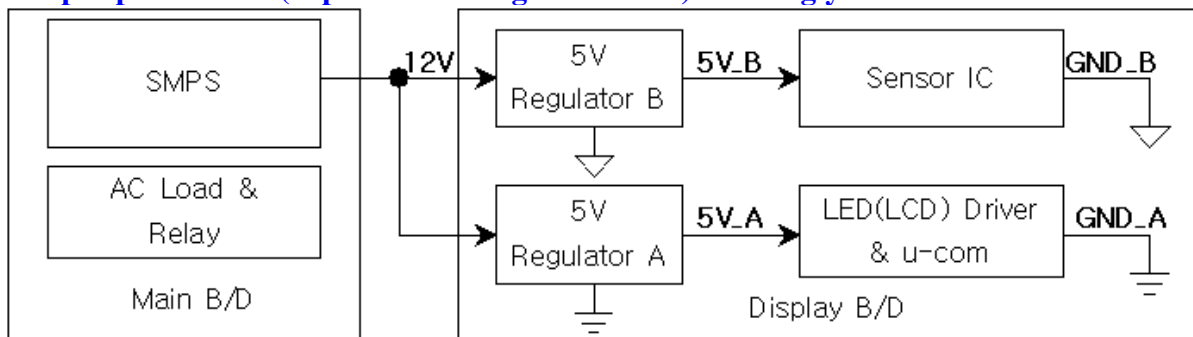 SMPS
12V
5V
Regulator B
5V_B
Sensor IC
GND_B
AC Load &
Relay
5V
Regulator A
5V_A
LED(LCD) Driver
& u-com
GND_A
Main B/D
Display B/D